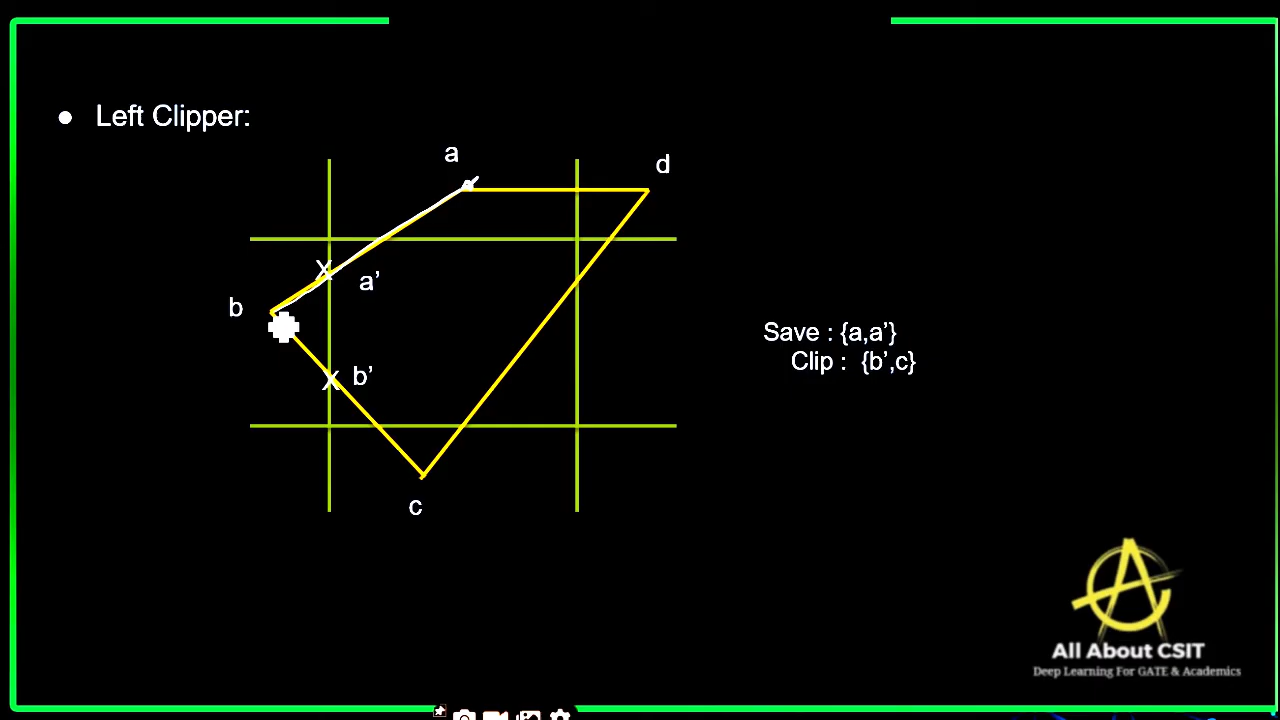 ● Left Clipper:
a
d
X
a’
b
X b’
c
Save : {a,a’}
Clip : {b’,c}
All About CSIT
Deep Learning For GATE & Academics